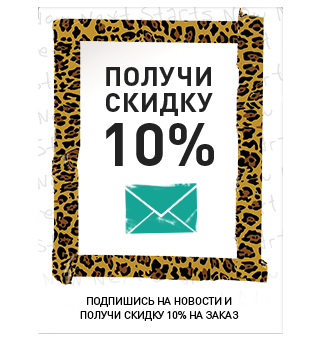 ПОЛУЧИ
СКИДКУ
10%
ПОДПИШИСЬ НА НОВОСТИ И
ПОЛУЧИ СКИДКУ 10% НА ЗАКАЗ